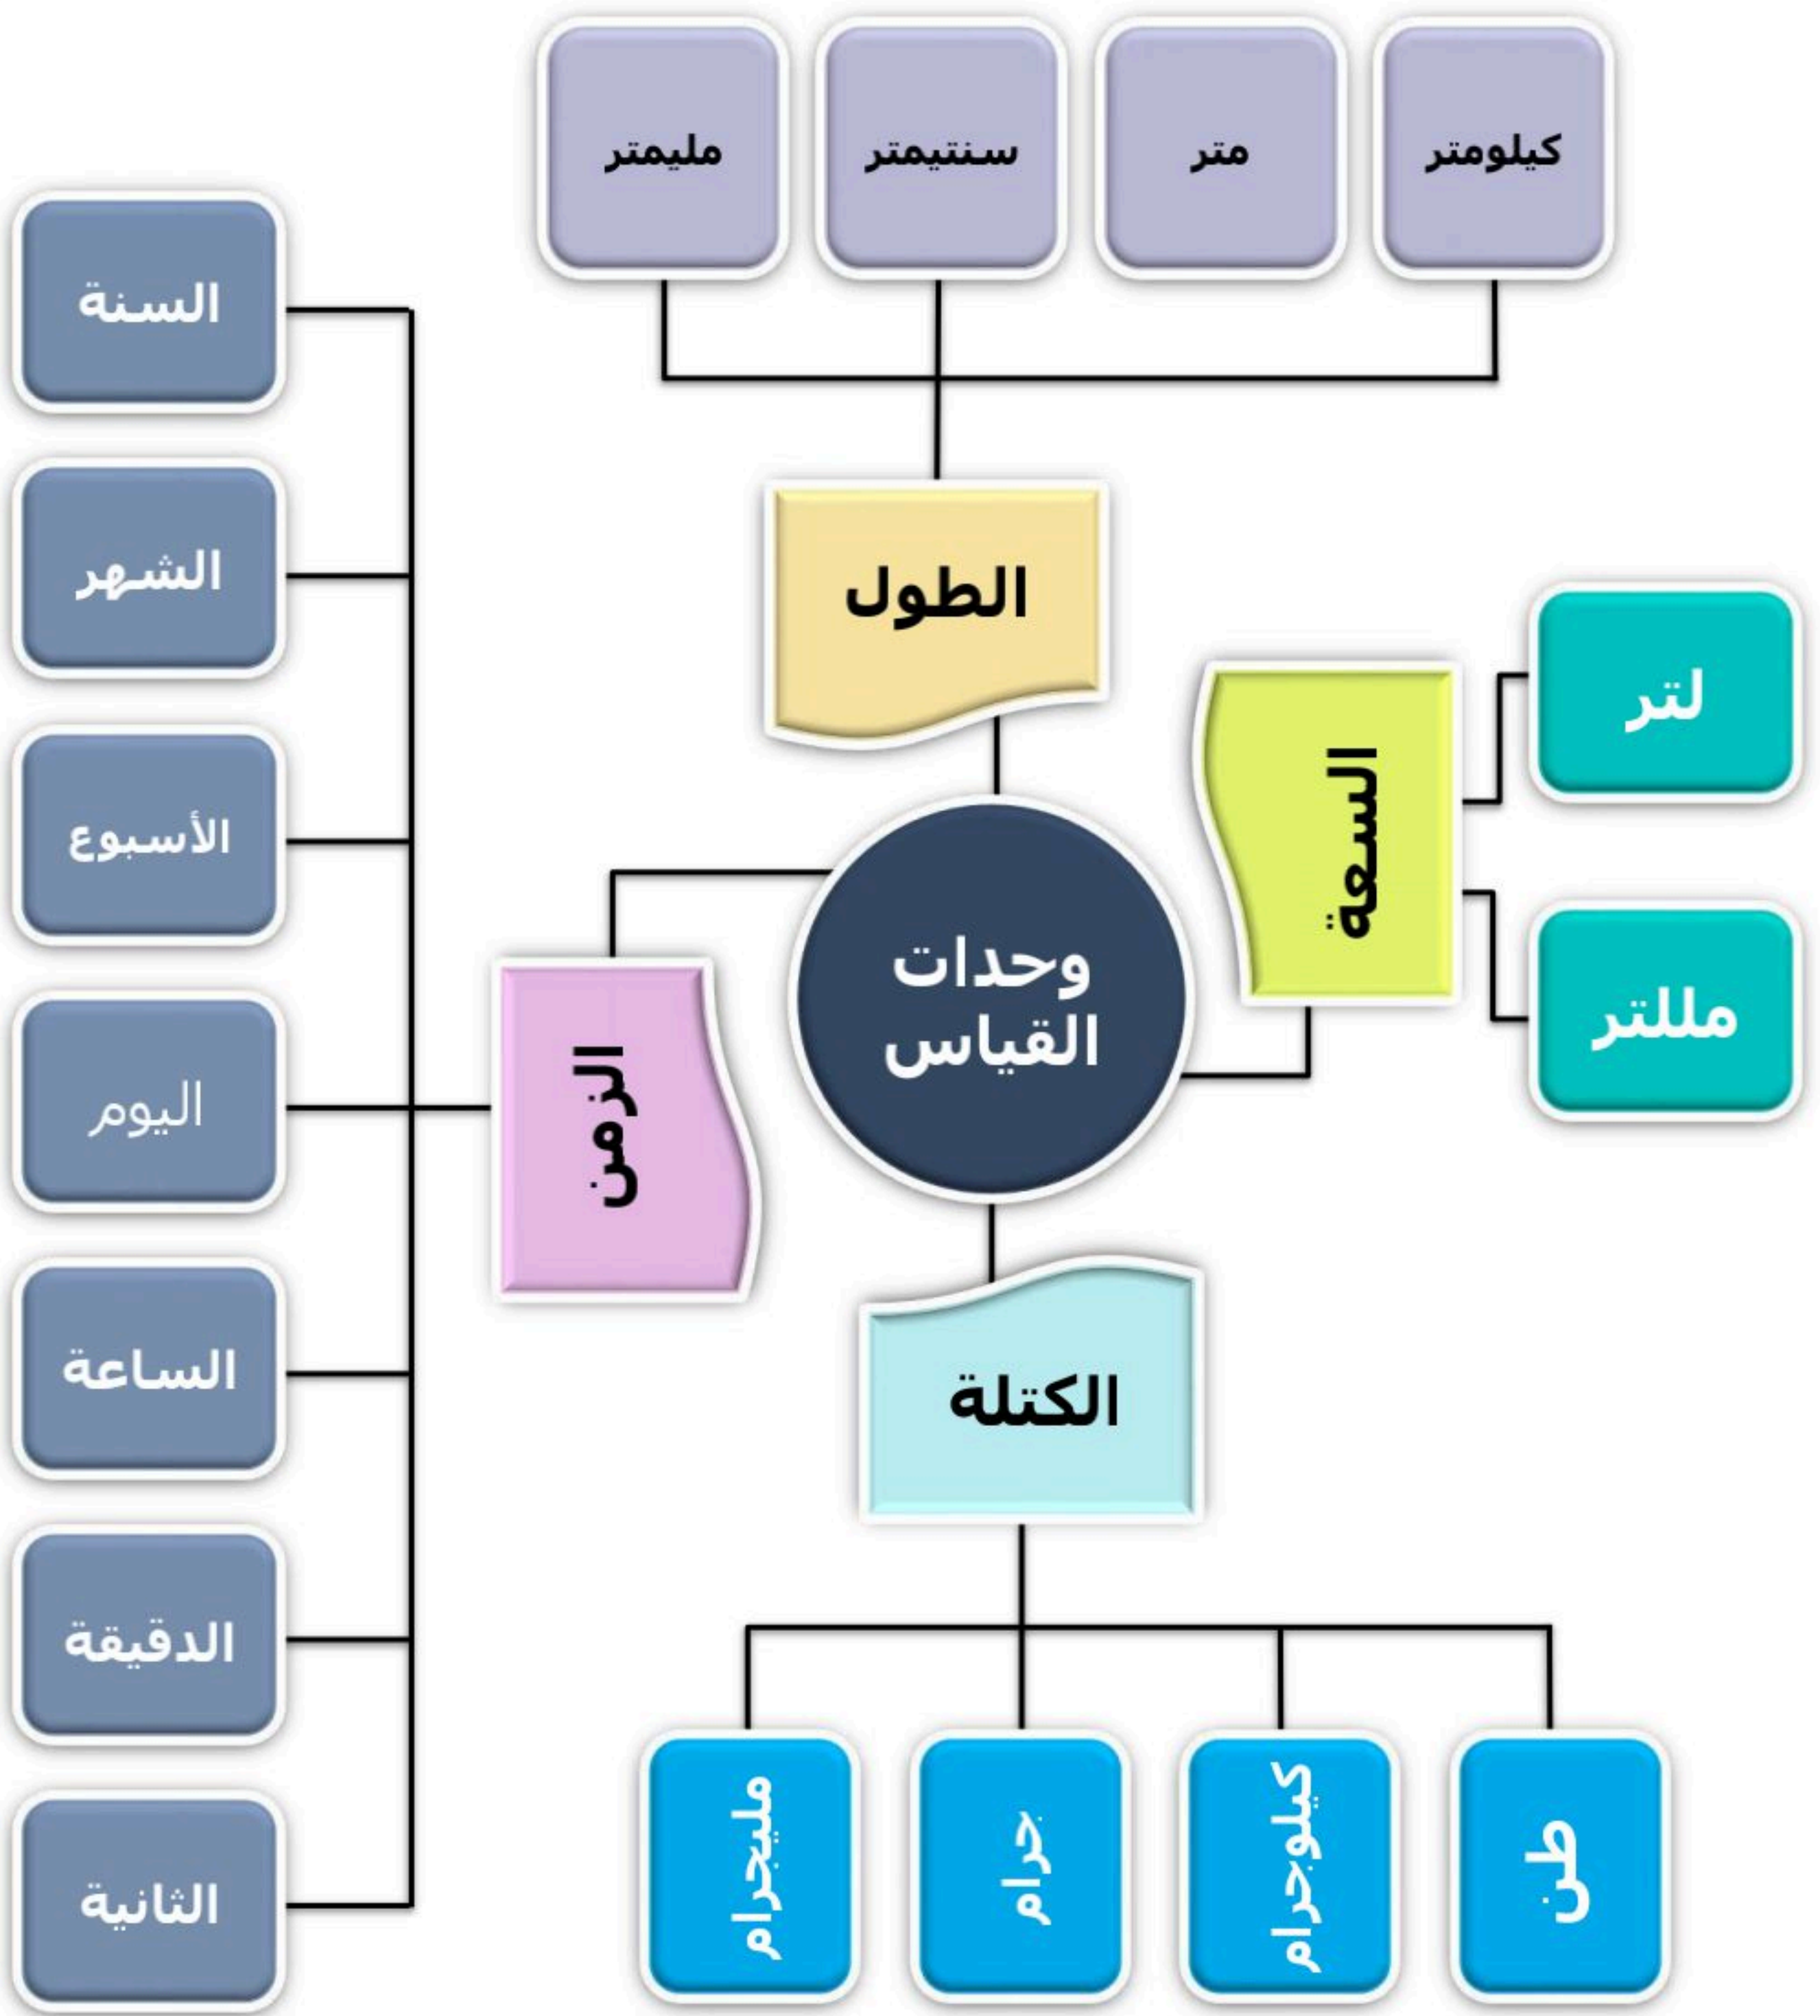 كيلومتر
متر
سنتيمتر
مليمتر
الطول
السنة
الشهر
الأسبوع
اليوم
الساعة
الدقيقة
الثانية
الزمن
وحدات
القياس
السعة
لتر
مللتر
الكتلة
طن
كيلوجرام
جرام
مليجرام